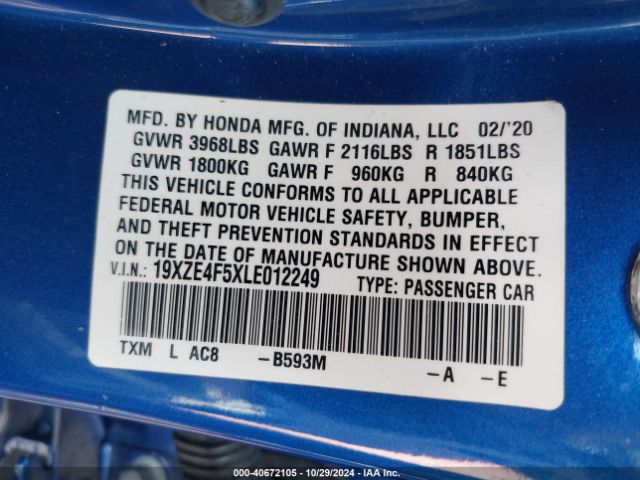 MFD. BY HONDA MFG. OF INDIANA, LLC 02/'20
GVWR 3968LBS GAWR F 2116LBS R 1851LBS
GVWR 1800KG GAWR F 960KG R 840KG
THIS VEHICLE CONFORMS TO ALL APPLICABLE
FEDERAL MOTOR VEHICLE SAFETY, BUMPER,
AND THEFT PREVENTION STANDARDS IN EFFECT
ON THE DATE OF MANUFACTURE SHOWN ABOVE.
V.I.N.: 19XZE4F5XLE012249 TYPE: PASSENGER CAR
TXM L AC8 -B593M -A -E
© -40672105 - 10/29/2024 - IAA Inc.